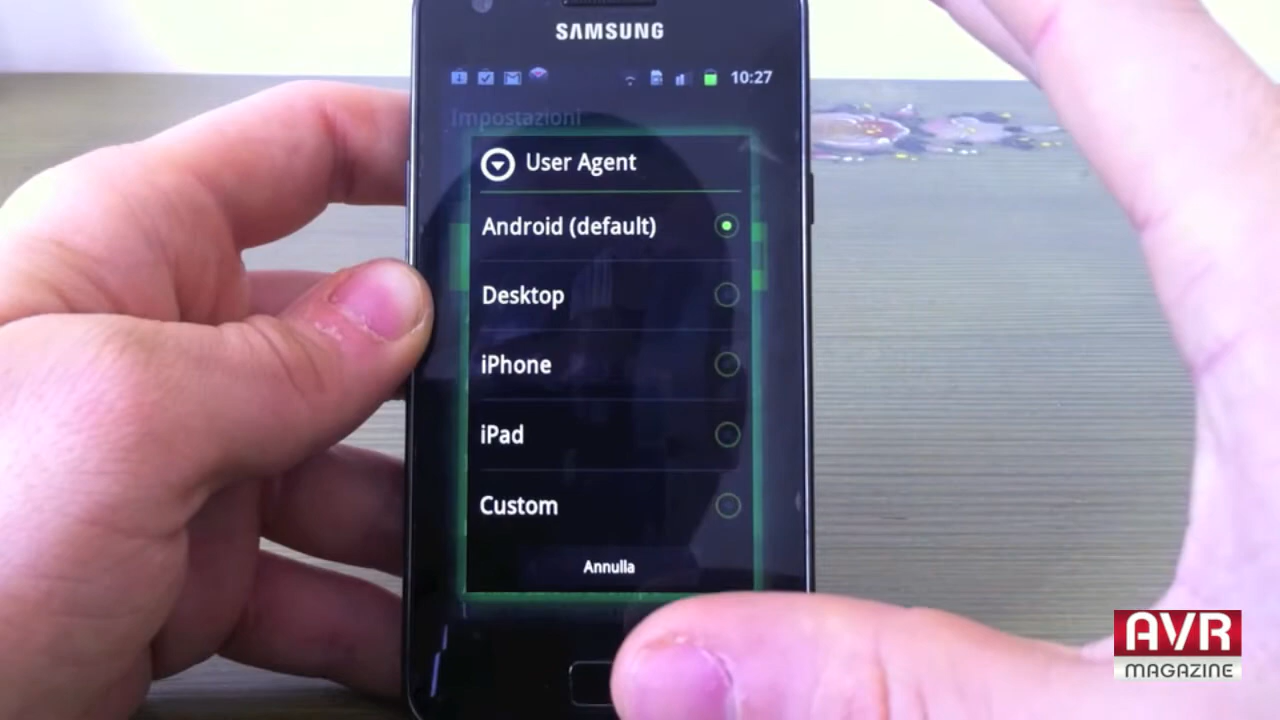 SAMSUNG
10:27
Impostazioni
User Agent
Android (default)
Desktop
iPhone
iPad
Custom
Annulla
AVR
MAGAZINE